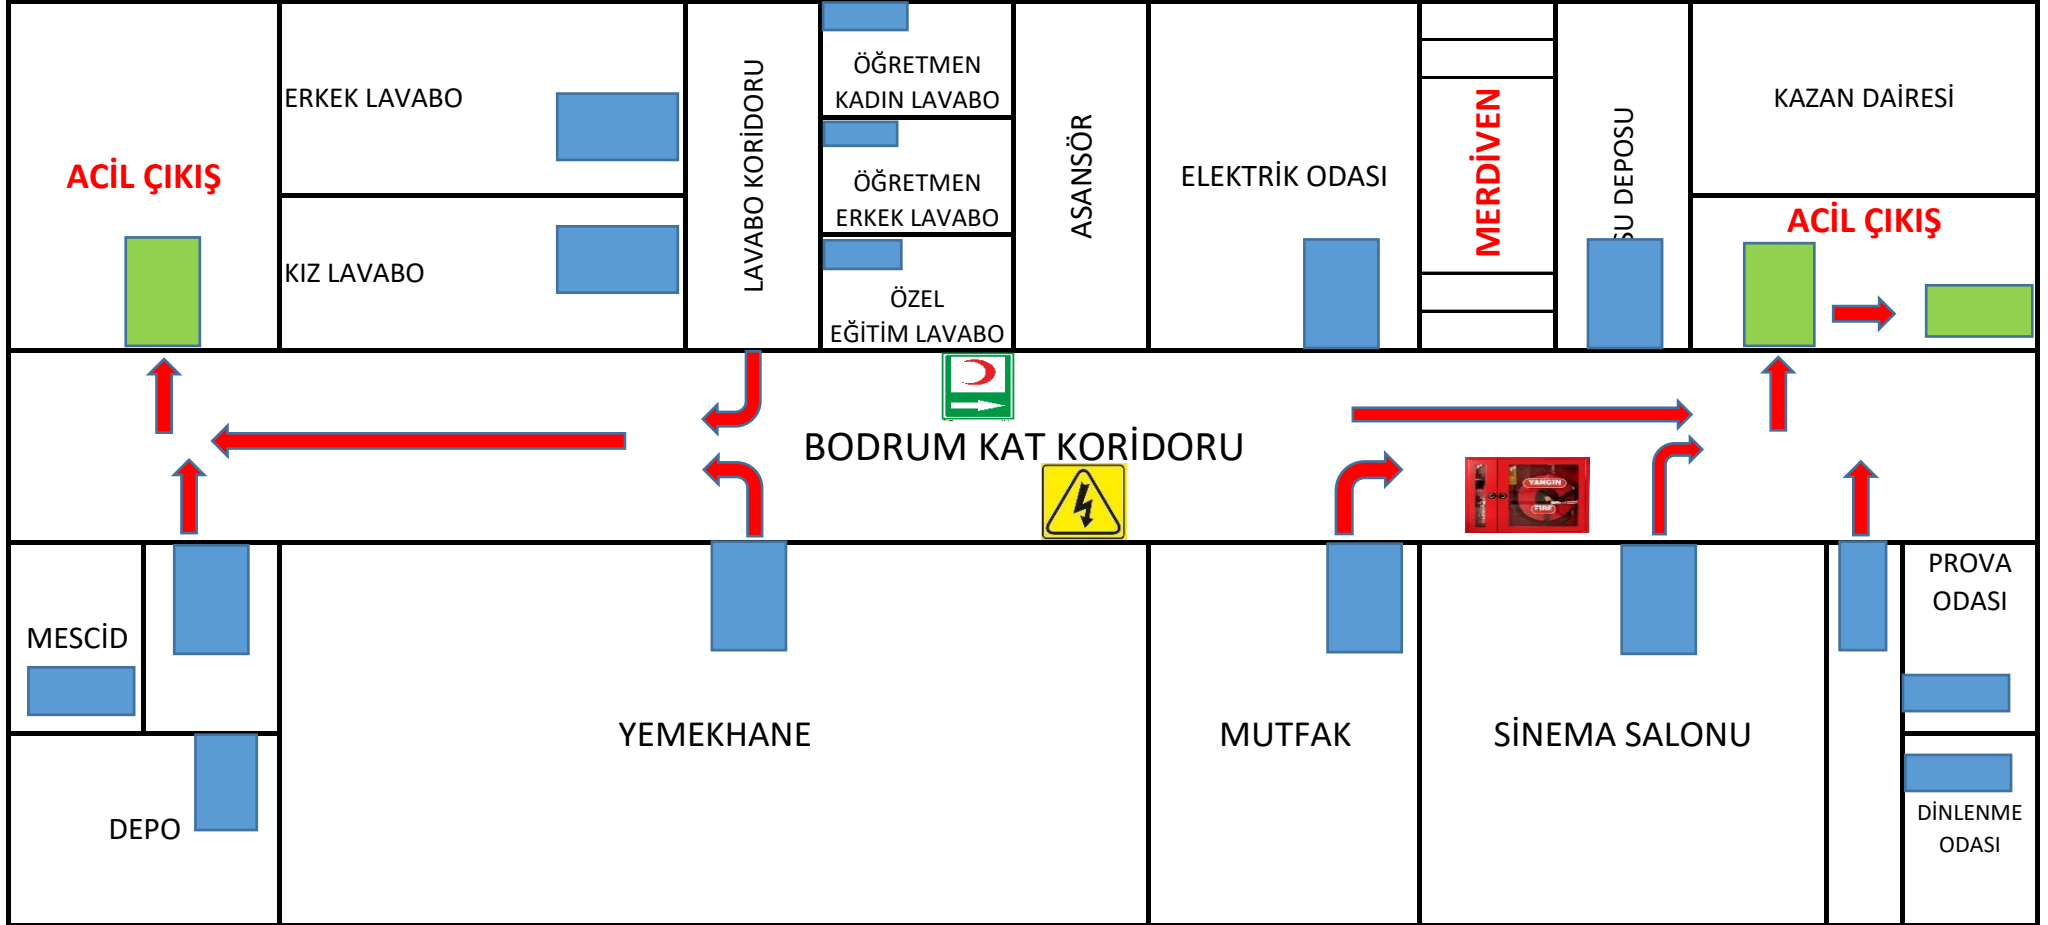 ACİL ÇIKIŞ
ERKEK LAVABO
KIZ LAVABO
LAVABO KORİDORU
ÖĞRETMEN
KADIN LAVABO
ÖĞRETMEN
ERKEK LAVABO
ÖZEL
EĞİTİM LAVABO
ASANSÖR
ELEKTRİK ODASI
MERDİVEN
SU DEPOSU
KAZAN DAİRESİ
ACİL ÇIKIŞ
BODRUM KAT KORİDORU
YANGIN
FIRE
MESCİD
DEPO
YEMEKHANE
MUTFAK
SİNEMA SALONU
PROVA
ODASI
DİNLENME
ODASI